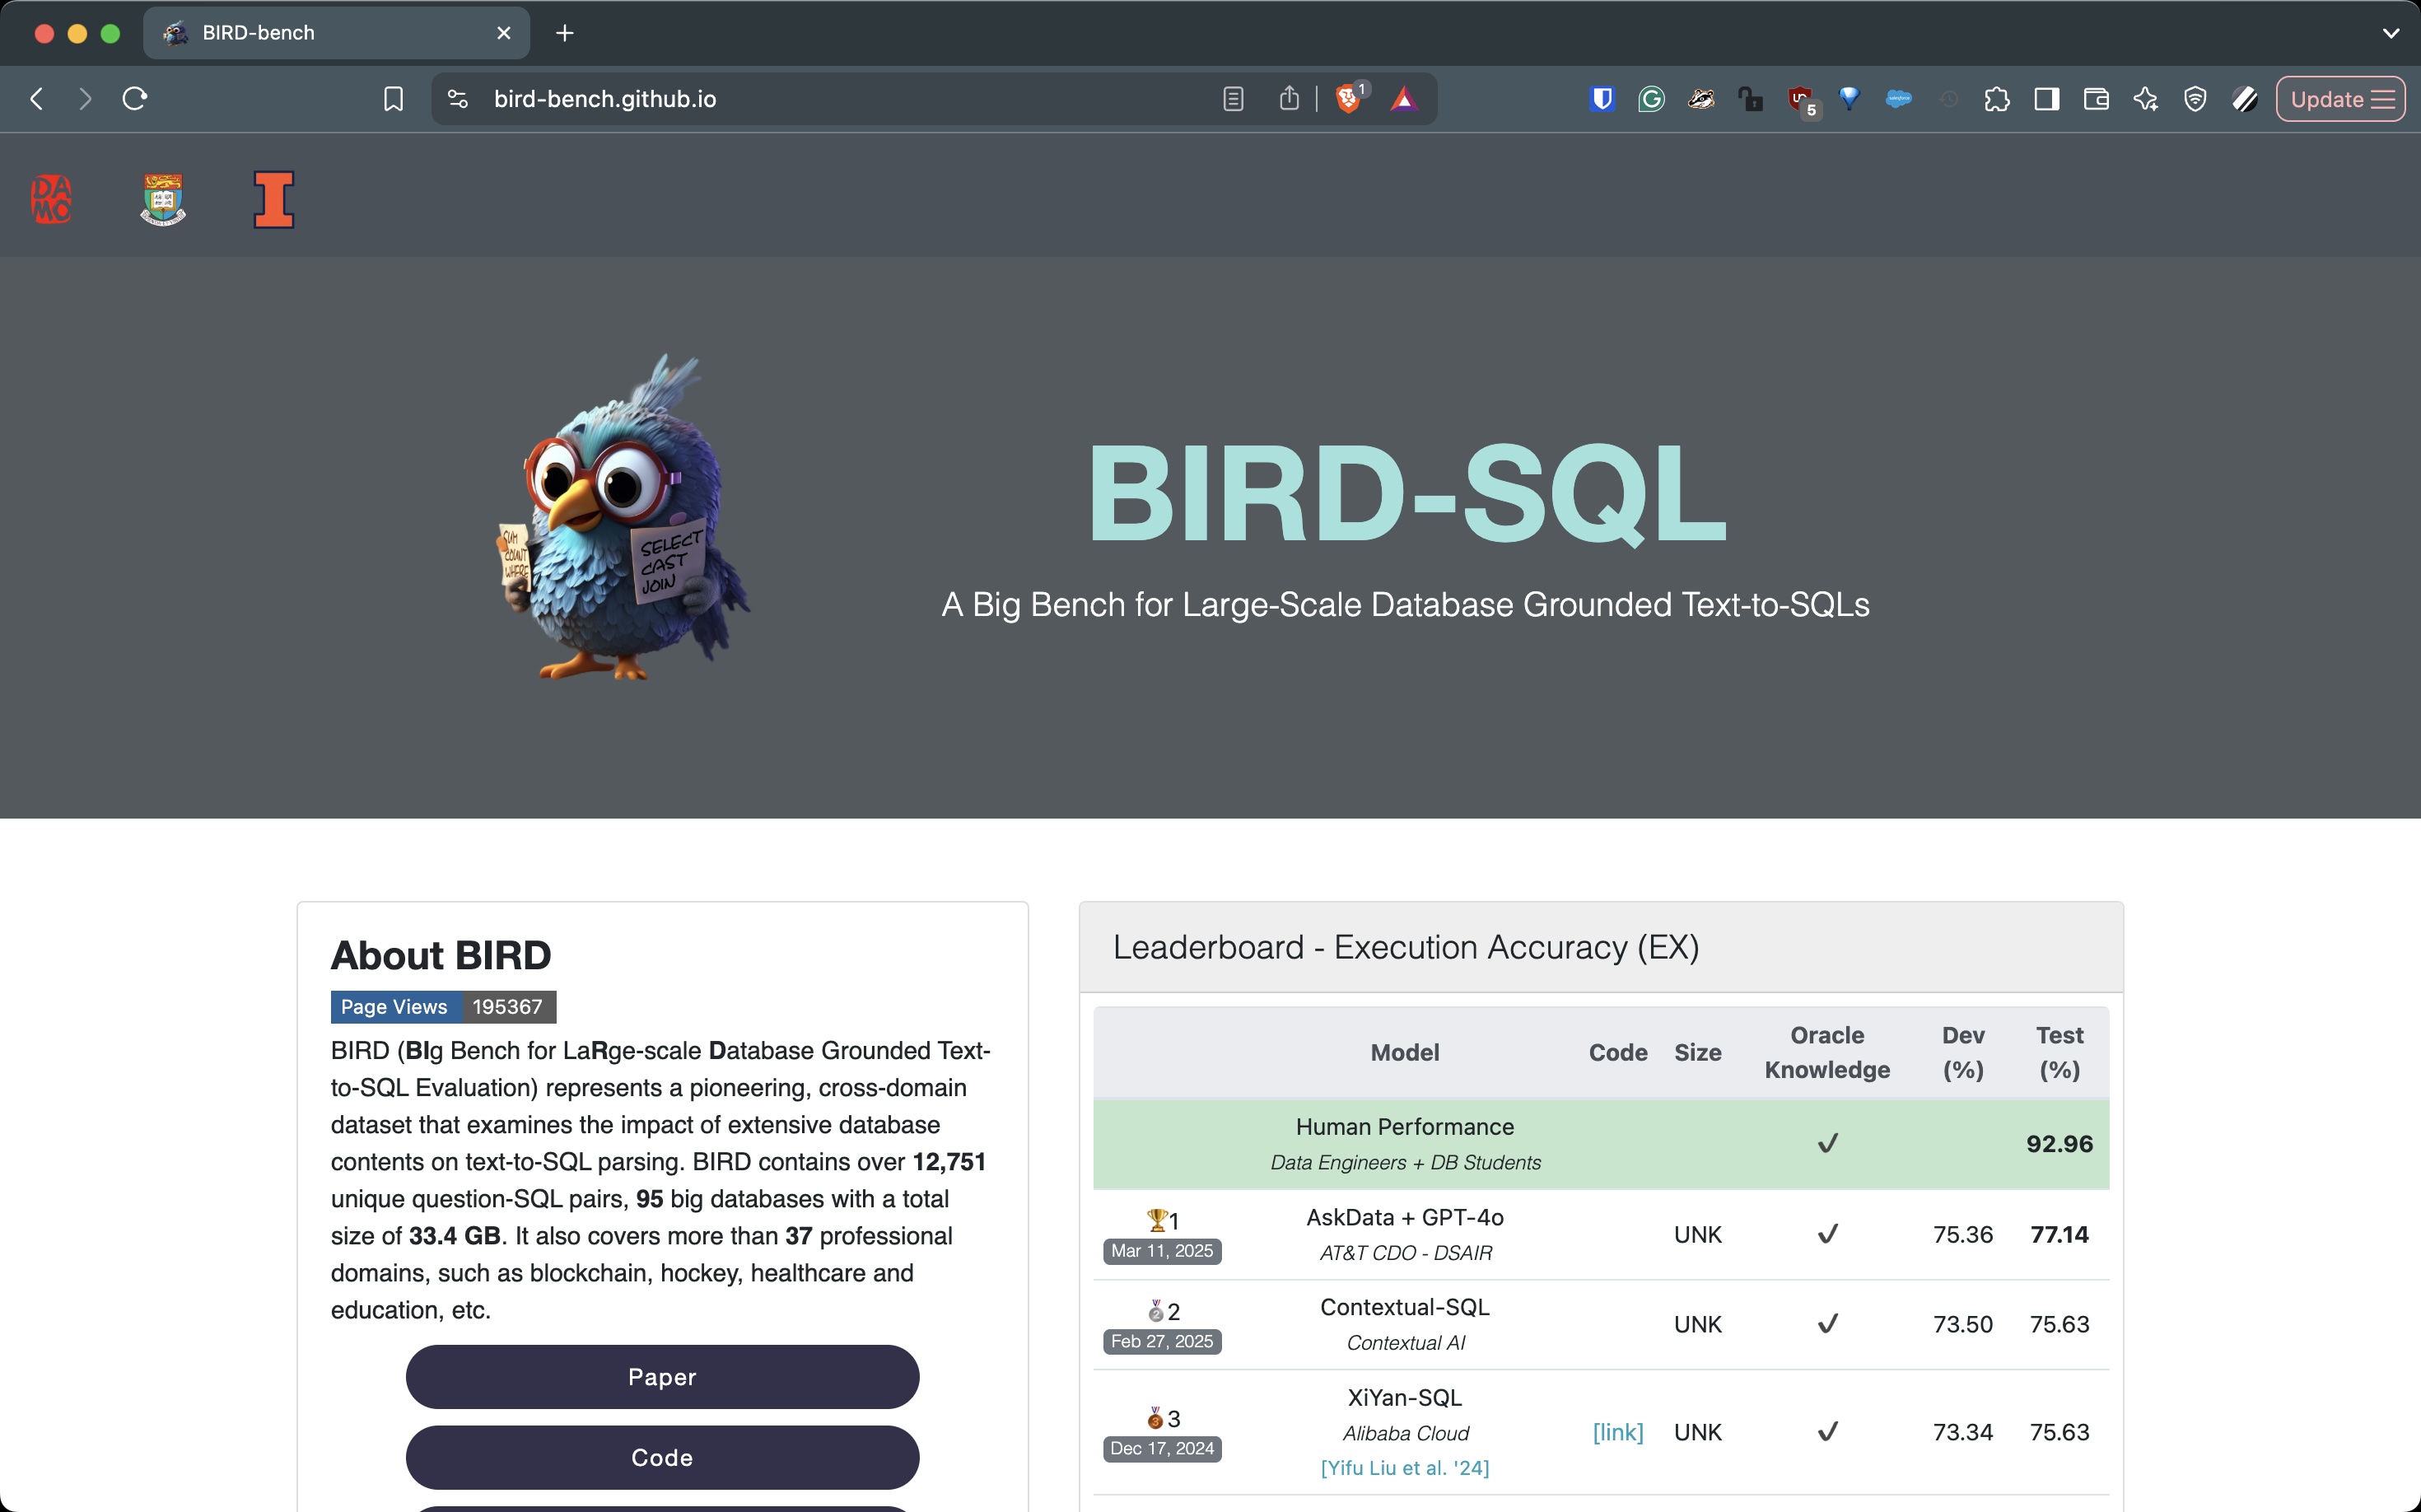 BIRD-bench
bird-bench.github.io
1
5
Update
DA
MO
SUM
COUNT
WHERE
SELECT
CAST
JOIN
BIRD-SQL
A Big Bench for Large-Scale Database Grounded Text-to-SQLs
About BIRD
Page Views 195367
BIRD (BIg Bench for LaRge-scale Database Grounded Text-
to-SQL Evaluation) represents a pioneering, cross-domain
dataset that examines the impact of extensive database
contents on text-to-SQL parsing. BIRD contains over 12,751
unique question-SQL pairs, 95 big databases with a total
size of 33.4 GB. It also covers more than 37 professional
domains, such as blockchain, hockey, healthcare and
education, etc.
Paper
Code
Leaderboard - Execution Accuracy (EX)
Model Code Size Oracle Knowledge Dev (%) Test (%)
Human Performance
Data Engineers + DB Students
✓ 92.96
🏆1
Mar 11, 2025
AskData + GPT-4o
AT&T CDO - DSAIR
UNK ✓ 75.36 77.14
🥈2
Feb 27, 2025
Contextual-SQL
Contextual AI
UNK ✓ 73.50 75.63
🥉3
Dec 17, 2024
XiYan-SQL
Alibaba Cloud
[Yifu Liu et al. '24]
[link] UNK ✓ 73.34 75.63